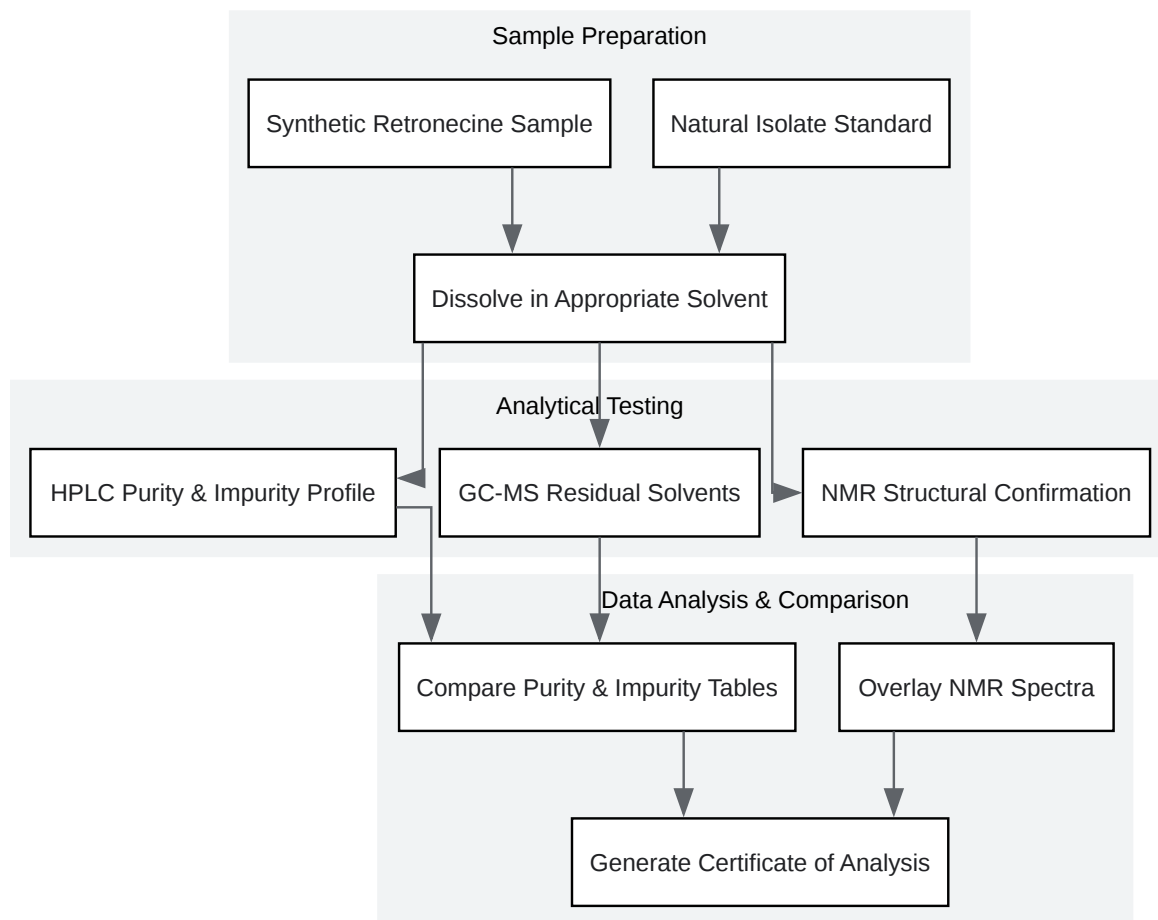 Sample Preparation
Synthetic Retronecine Sample
Natural Isolate Standard
Dissolve in Appropriate Solvent
Analytical Testing
HPLC Purity & Impurity Profile
GC-MS Residual Solvents
NMR Structural Confirmation
Data Analysis & Comparison
Compare Purity & Impurity Tables
Overlay NMR Spectra
Generate Certificate of Analysis